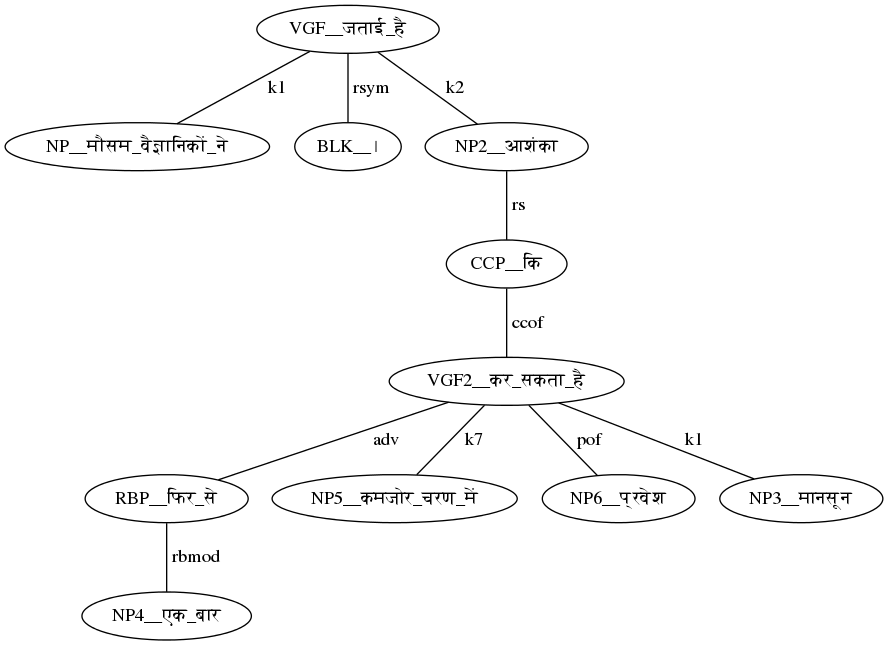 VGF__जताई_है
k1 rsym k2
NP__मौसम_वैज्ञानिकों_ने BLK__। NP2__आशंका
rs
CCP__कि
ccof
VGF2__कर_सकता_है
adv k7 pof k1
RBP__फिर_से NP5__कमजोर_चरण_में NP6__प्रवेश NP3__मानसून
rbmod
NP4__एक_बार